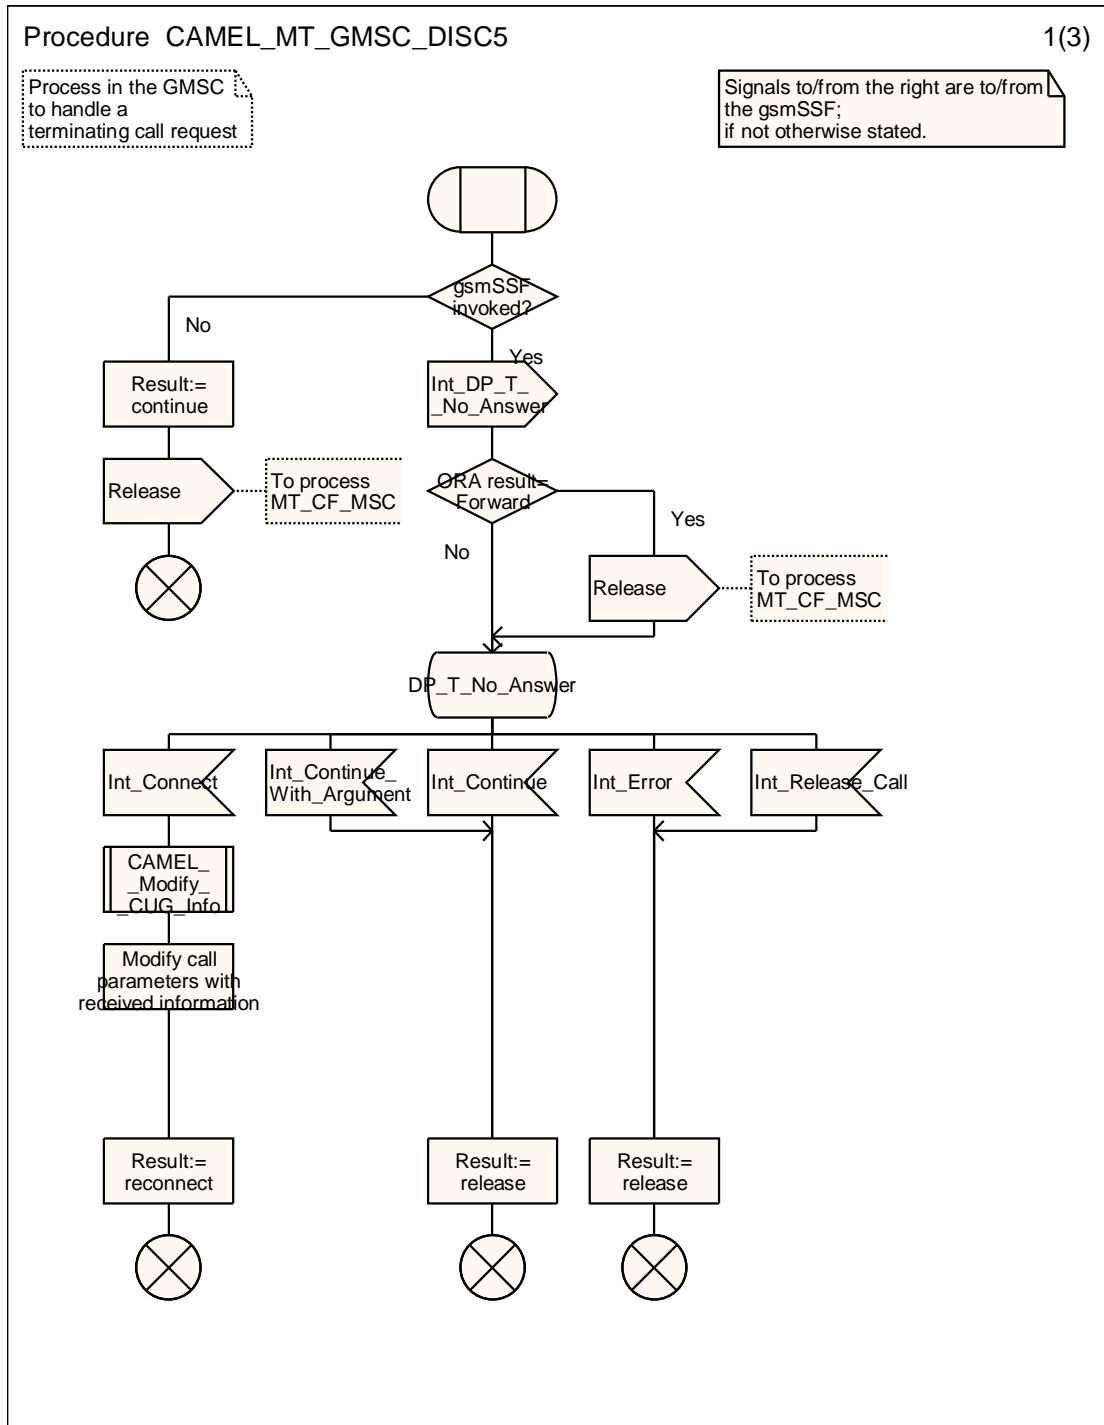 Procedure CAMEL_MT_GMSC_DISC5
1(3)
Process in the GMSC
to handle a
terminating call request
Signals to/from the right are to/from
the gsmSSF;
if not otherwise stated.
gsmSSF
invoked?
No
Yes
Result:=
continue
Int_DP_T_
_No_Answer
Release
To process
MT_CF_MSC
ORA result=
Forward
Yes
No
Release
To process
MT_CF_MSC
DP_T_No_Answer
Int_Connect
Int_Continue_
With_Argument
Int_Continue
Int_Error
Int_Release_Call
CAMEL_
_Modify_
_CUG_Info
Modify call
parameters with
received information
Result:=
reconnect
Result:=
release
Result:=
release